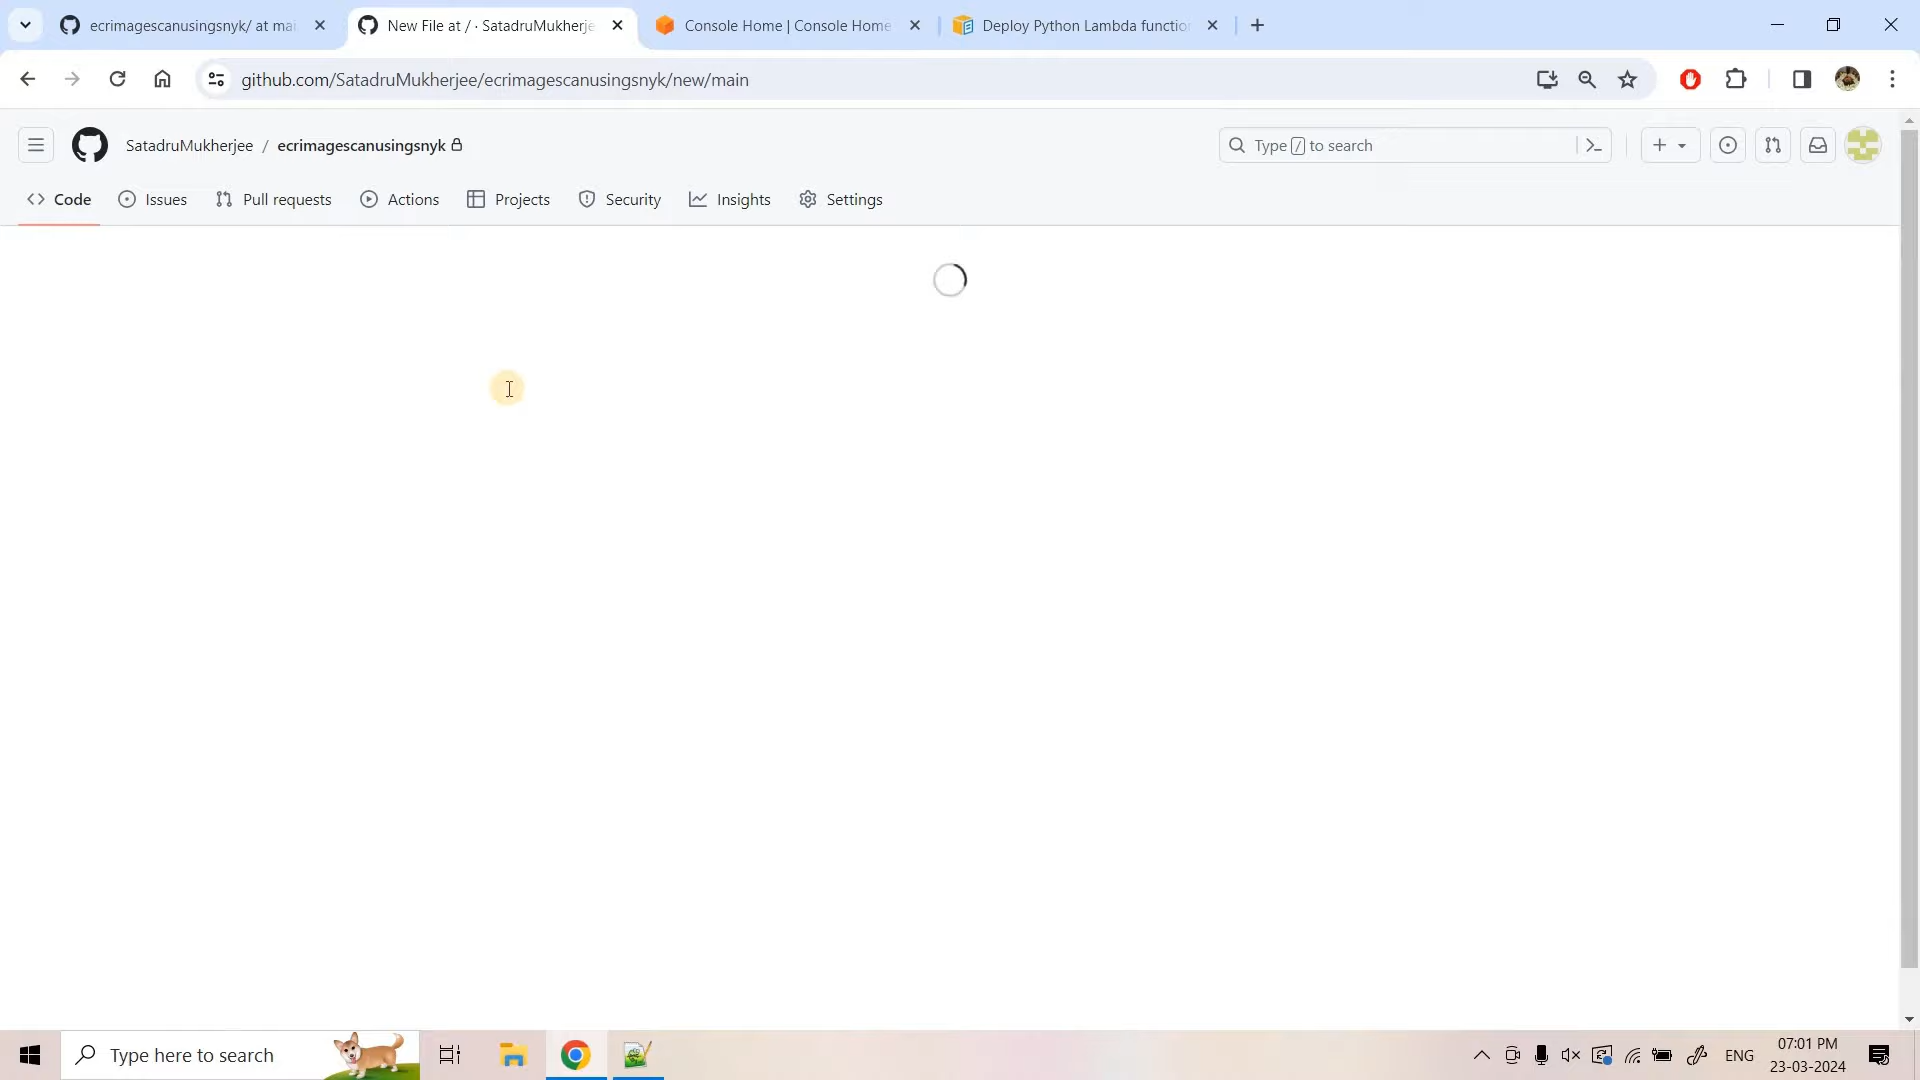 ecrimagescanusingsnyk/ at mai
New File at / · SatadruMukherje
Console Home | Console Home
Deploy Python Lambda function
github.com/SatadruMukherjee/ecrimagescanusingsnyk/new/main
SatadruMukherjee / ecrimagescanusingsnyk
Type / to search
Code
Issues
Pull requests
Actions
Projects
Security
Insights
Settings
Type here to search
ENG
07:01 PM
23-03-2024